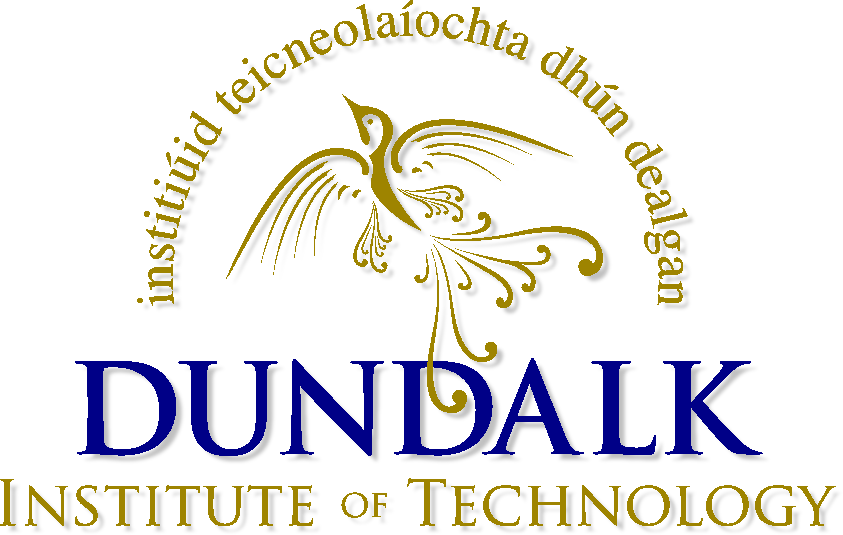 institiúid teicneolaíochta dhún dealgan
DUNDALK
INSTITUTE OF TECHNOLOGY